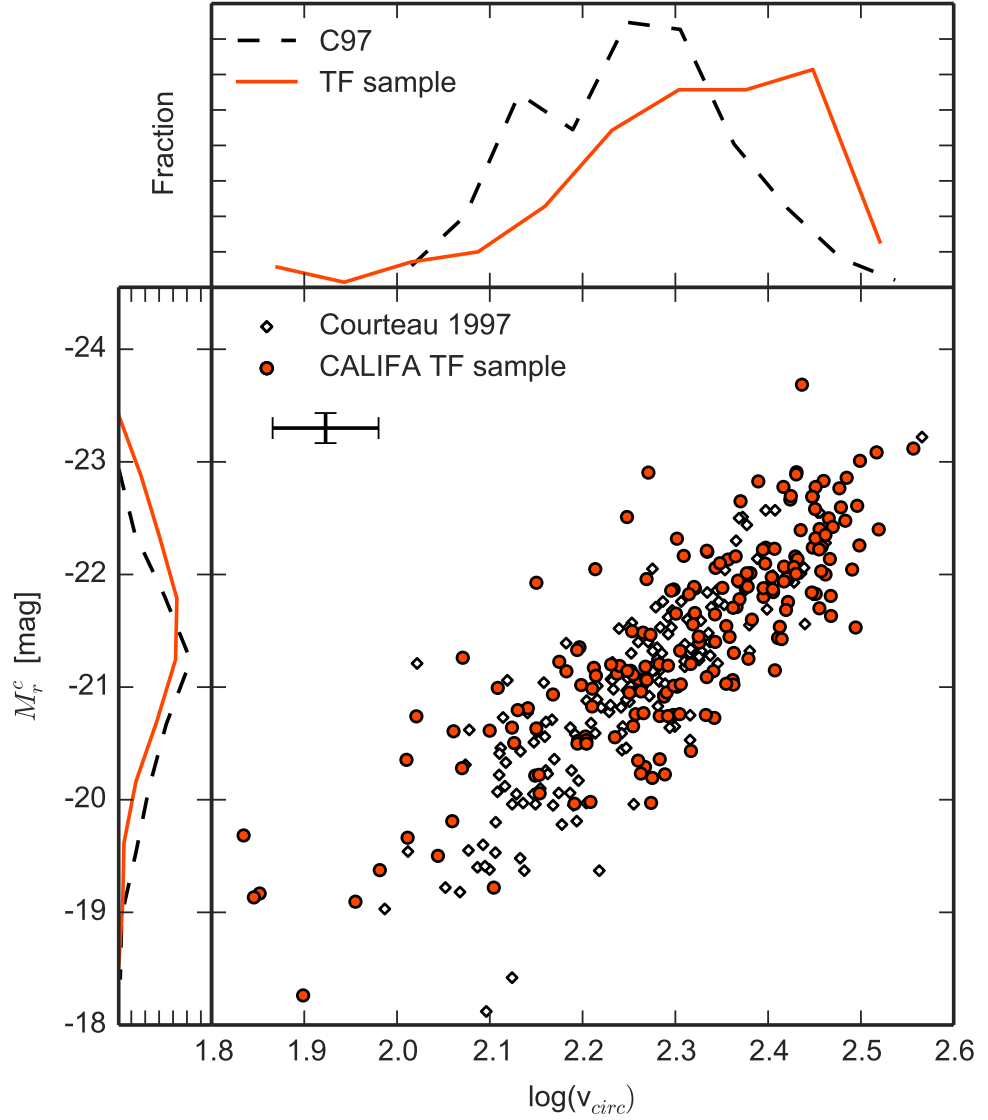 C97
TF sample
Fraction
Courteau 1997
CALIFA TF sample
-24
-23
-22
-21
-20
-19
-18
M_r^c [mag]
1.8 1.9 2.0 2.1 2.2 2.3 2.4 2.5 2.6
log(v_circ)